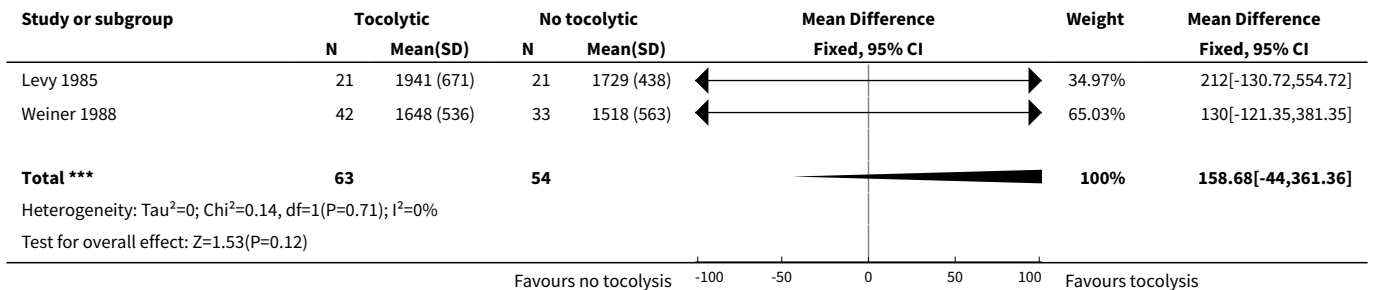 Study or subgroup Tocolytic No tocolytic Mean Difference Weight Mean Difference
N Mean(SD) N Mean(SD) Fixed, 95% CI Fixed, 95% CI
Levy 1985 21 1941 (671) 21 1729 (438) 34.97% 212[-130.72,554.72]
Weiner 1988 42 1648 (536) 33 1518 (563) 65.03% 130[-121.35,381.35]
Total *** 63 54 100% 158.68[-44,361.36]
Heterogeneity: Tau²=0; Chi²=0.14, df=1(P=0.71); I²=0%
Test for overall effect: Z=1.53(P=0.12)
Favours no tocolysis -100 -50 0 50 100 Favours tocolysis